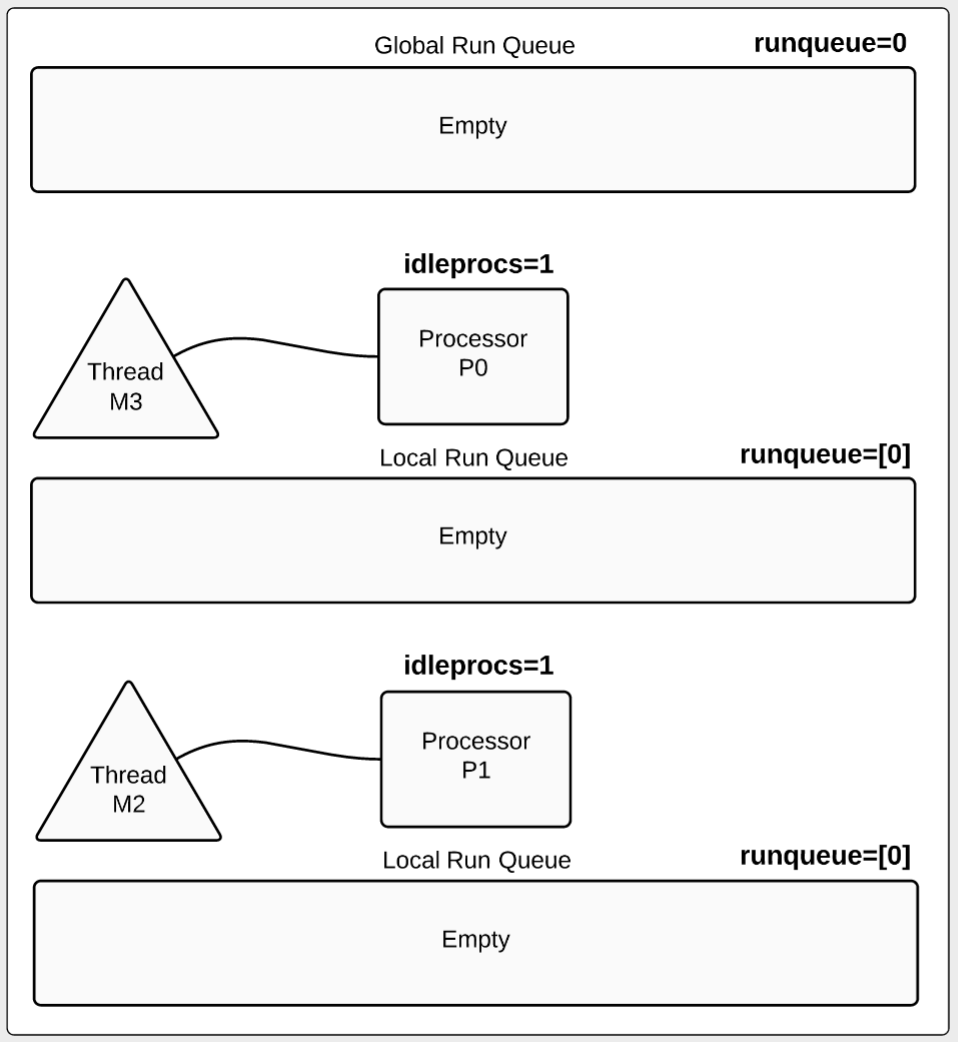 Global Run Queue
runqueue=0
Empty
idleprocs=1
Processor
P0
Thread
M3
Local Run Queue
runqueue=[0]
Empty
idleprocs=1
Processor
P1
Thread
M2
Local Run Queue
runqueue=[0]
Empty